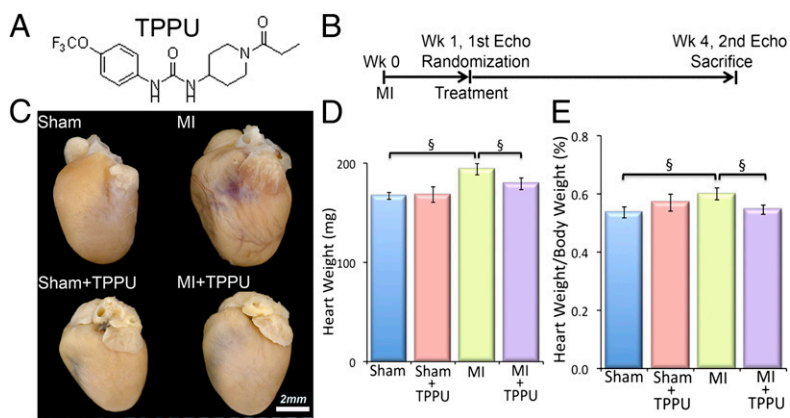 A
TPPU
F₃CO
O
N
H
N
H
N
O
B
Wk 0
MI
Wk 1, 1st Echo
Randomization
Treatment
Wk 4, 2nd Echo
Sacrifice
C
Sham
MI
Sham+TPPU
MI+TPPU
2mm
D
Heart Weight (mg)
200
100
0
§
§
Sham
Sham
+
TPPU
MI
MI
+
TPPU
E
Heart Weight/Body Weight (%)
0.8
0.6
0.4
0.2
0.0
§
§
Sham
Sham
+
TPPU
MI
MI
+
TPPU